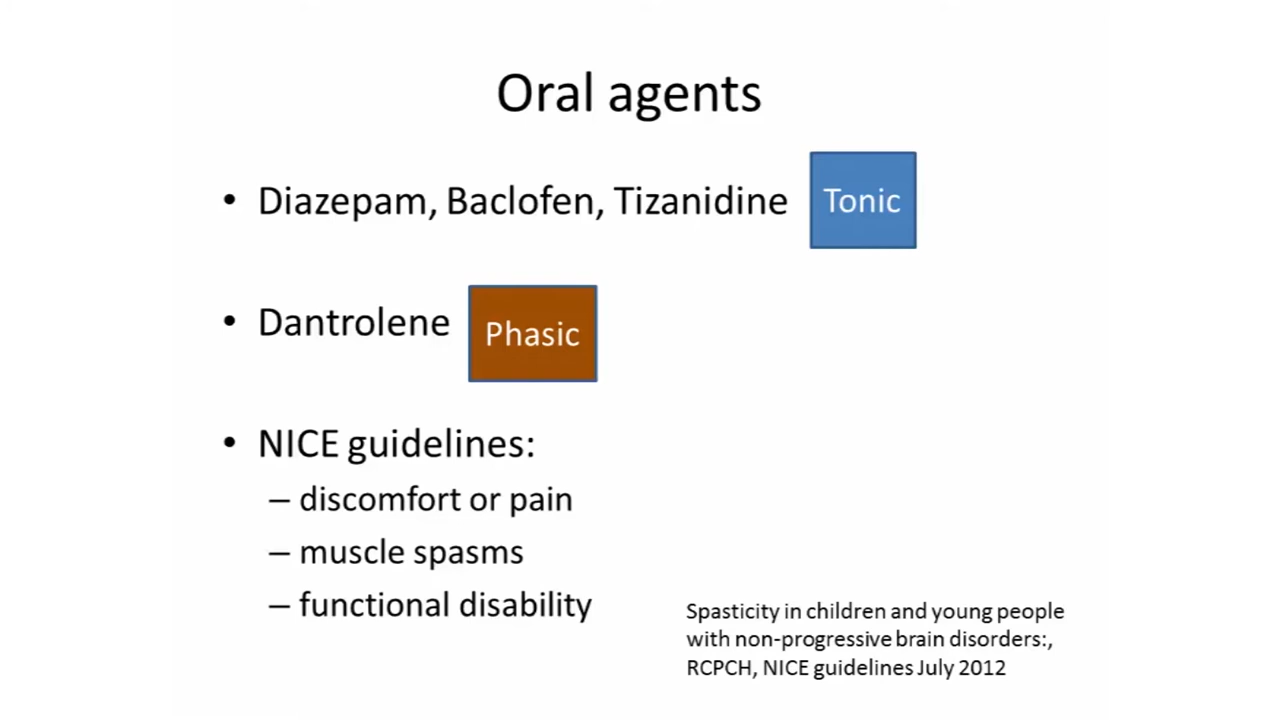 Oral agents
• Diazepam, Baclofen, Tizanidine
Tonic
• Dantrolene
Phasic
• NICE guidelines:
– discomfort or pain
– muscle spasms
– functional disability
Spasticity in children and young people
with non-progressive brain disorders:,
RCPCH, NICE guidelines July 2012